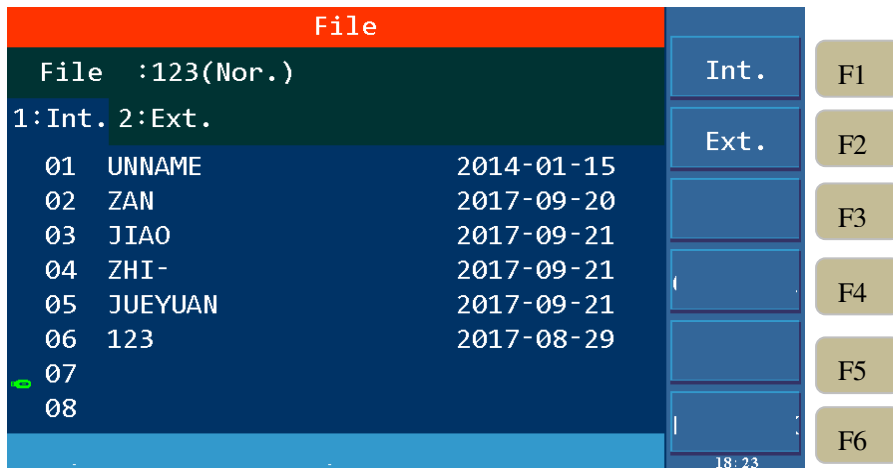 File
File :123(Nor.)
1:Int. 2:Ext.
01 UNNAME 2014-01-15
02 ZAN 2017-09-20
03 JIAO 2017-09-21
04 ZHI- 2017-09-21
05 JUEYUAN 2017-09-21
06 123 2017-08-29
07
08
Int.
Ext.
18:23
F1
F2
F3
F4
F5
F6